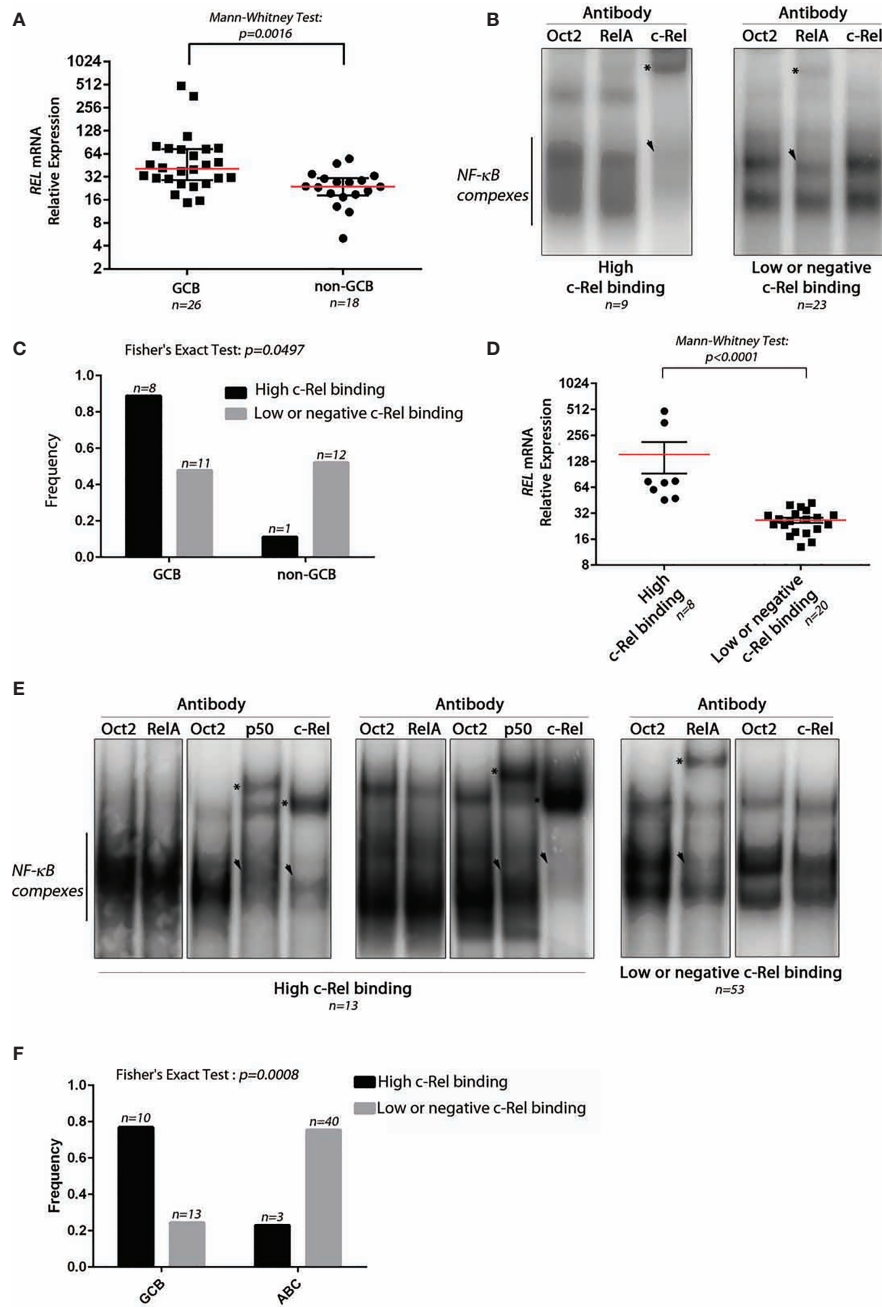 A
Mann-Whitney Test:
p=0.0016
REL mRNA
Relative Expression
1024
512
256
128
64
32
16
8
4
2
GCB
n=26
non-GCB
n=18
B
Antibody
Oct2 RelA c-Rel
*
NF-κB
compexes
High
c-Rel binding
n=9
Antibody
Oct2 RelA c-Rel
*
Low or negative
c-Rel binding
n=23
C
Fisher's Exact Test: p=0.0497
High c-Rel binding
Low or negative c-Rel binding
Frequency
1.0
0.8
0.6
0.4
0.2
0.0
n=8
n=11
n=1
n=12
GCB
non-GCB
D
Mann-Whitney Test:
p<0.0001
REL mRNA
Relative Expression
1024
512
256
128
64
32
16
8
High
c-Rel binding
n=8
Low or negative
c-Rel binding
n=20
E
Antibody
Oct2 RelA Oct2 p50 c-Rel
*
*
NF-κB
compexes
Antibody
Oct2 RelA Oct2 p50 c-Rel
*
*
High c-Rel binding
n=13
Antibody
Oct2 RelA Oct2 c-Rel
*
Low or negative c-Rel binding
n=53
F
Fisher's Exact Test : p=0.0008
High c-Rel binding
Low or negative c-Rel binding
Frequency
1.0
0.8
0.6
0.4
0.2
0.0
n=10
n=13
n=3
n=40
GCB
ABC